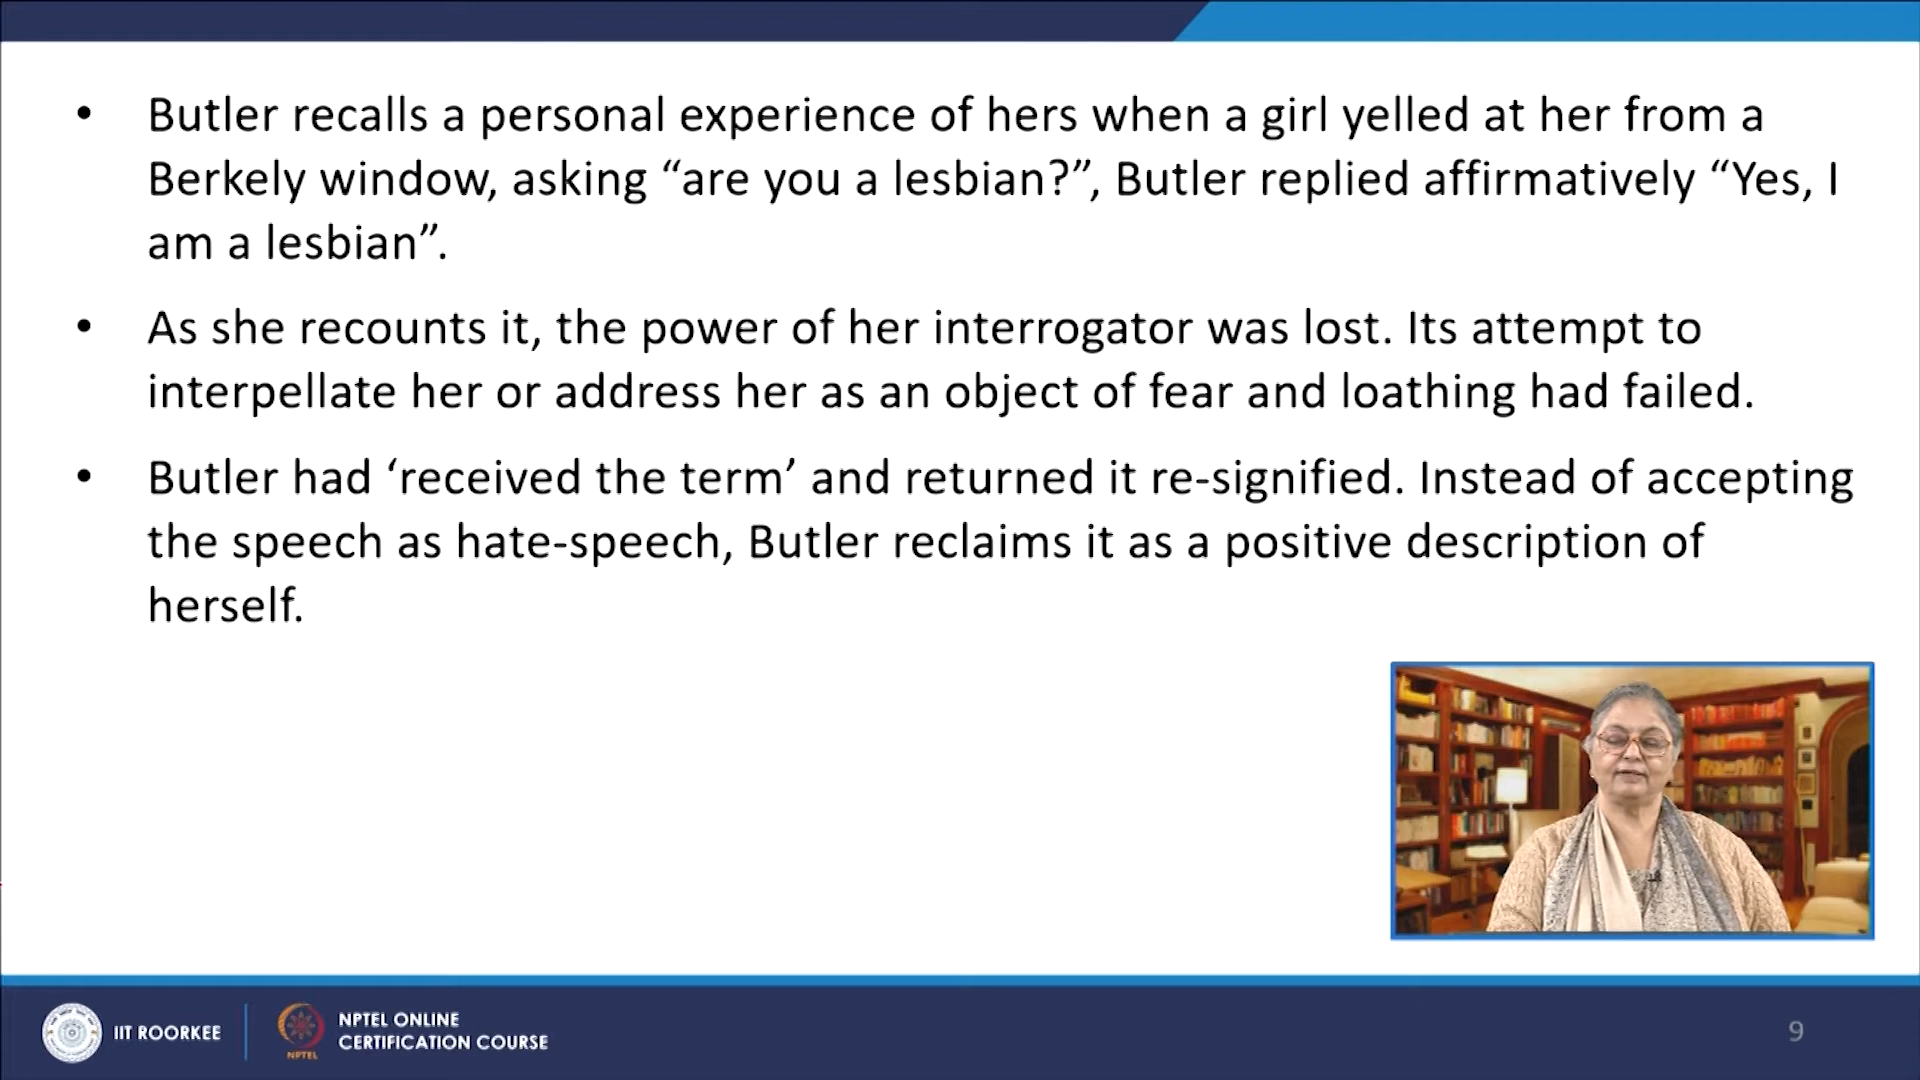 • Butler recalls a personal experience of hers when a girl yelled at her from a
Berkely window, asking “are you a lesbian?”, Butler replied affirmatively “Yes, I
am a lesbian”.
• As she recounts it, the power of her interrogator was lost. Its attempt to
interpellate her or address her as an object of fear and loathing had failed.
• Butler had ‘received the term’ and returned it re-signified. Instead of accepting
the speech as hate-speech, Butler reclaims it as a positive description of
herself.
IIT ROORKEE
NPTEL
NPTEL ONLINE
CERTIFICATION COURSE
9